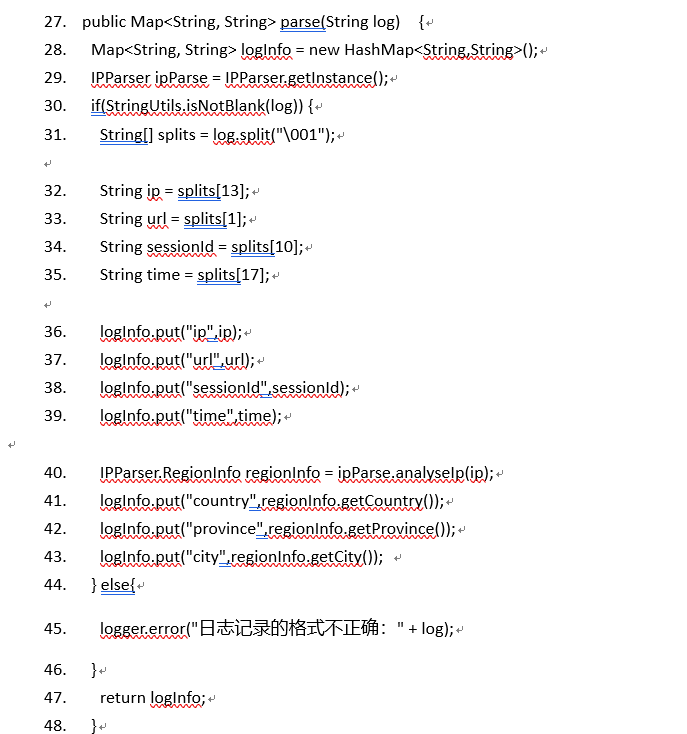 27. public Map<String, String> parse(String log) {
28. Map<String, String> logInfo = new HashMap<String,String>();
29. IPParser ipParse = IPParser.getInstance();
30. if(StringUtils.isNotBlank(log)) {
31. String[] splits = log.split("\001");
32. String ip = splits[13];
33. String url = splits[1];
34. String sessionId = splits[10];
35. String time = splits[17];
36. logInfo.put("ip",ip);
37. logInfo.put("url",url);
38. logInfo.put("sessionId",sessionId);
39. logInfo.put("time",time);
40. IPParser.RegionInfo regionInfo = ipParse.analyseIp(ip);
41. logInfo.put("country",regionInfo.getCountry());
42. logInfo.put("province",regionInfo.getProvince());
43. logInfo.put("city",regionInfo.getCity());
44. } else{
45. logger.error("日志记录的格式不正确：" + log);
46. }
47. return logInfo;
48. }